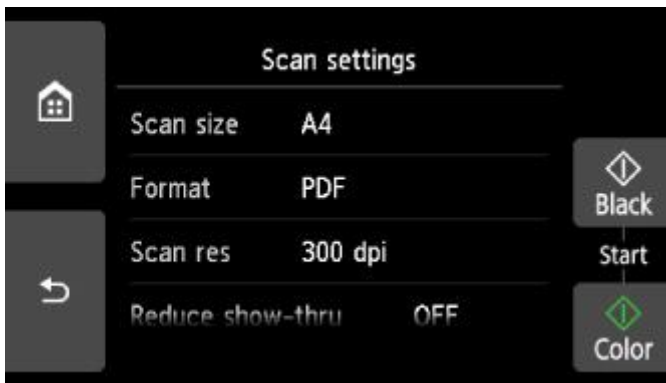 Scan settings
Scan size A4
Format PDF
Scan res 300 dpi
Reduce show-thru OFF
Black
Start
Color